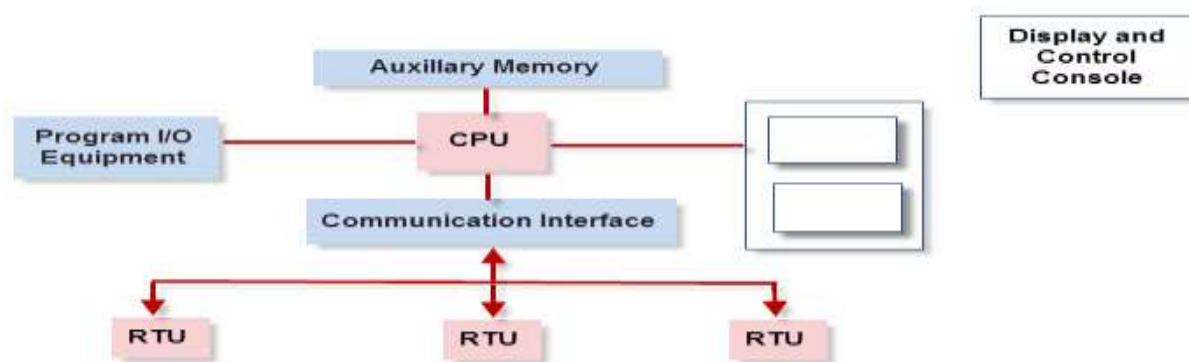 Display and
Control
Console
Auxillary Memory
Program I/O
Equipment
CPU
Communication Interface
RTU
RTU
RTU